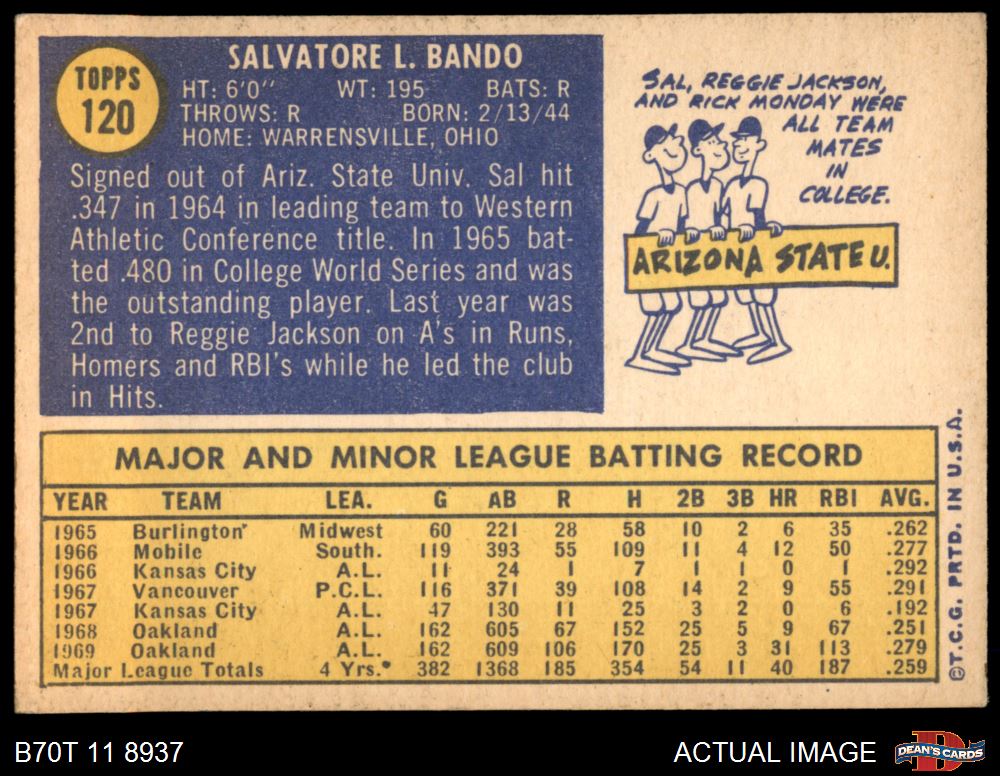 TOPPS
120
SALVATORE L. BANDO
HT: 6'0" WT: 195 BATS: R
THROWS: R BORN: 2/13/44
HOME: WARRENSVILLE, OHIO
Signed out of Ariz. State Univ. Sal hit
.347 in 1964 in leading team to Western
Athletic Conference title. In 1965 bat-
ted .480 in College World Series and was
the outstanding player. Last year was
2nd to Reggie Jackson on A's in Runs,
Homers and RBI's while he led the club
in Hits.
SAL, REGGIE JACKSON,
AND RICK MONDAY WERE
ALL TEAM
MATES
IN
COLLEGE.
ARIZONA STATE U.
MAJOR AND MINOR LEAGUE BATTING RECORD
YEAR TEAM LEA. G AB R H 2B 3B HR RBI AVG.
1965 Burlington* Midwest 60 221 28 58 10 2 6 35 .262
1966 Mobile South. 119 393 55 109 11 4 12 50 .277
1966 Kansas City A.L. 11 24 1 7 1 1 0 1 .292
1967 Vancouver P.C.L. 116 371 39 108 14 2 9 55 .291
1967 Kansas City A.L. 47 130 11 25 3 2 0 6 .192
1968 Oakland A.L. 162 605 67 152 25 5 9 67 .251
1969 Oakland A.L. 162 609 106 170 25 3 31 113 .279
Major League Totals 4 Yrs.* 382 1368 185 354 54 11 40 187 .259
©T.C.G. PRTD. IN U.S.A.
B70T 11 8937
ACTUAL IMAGE
DEAN'S CARDS